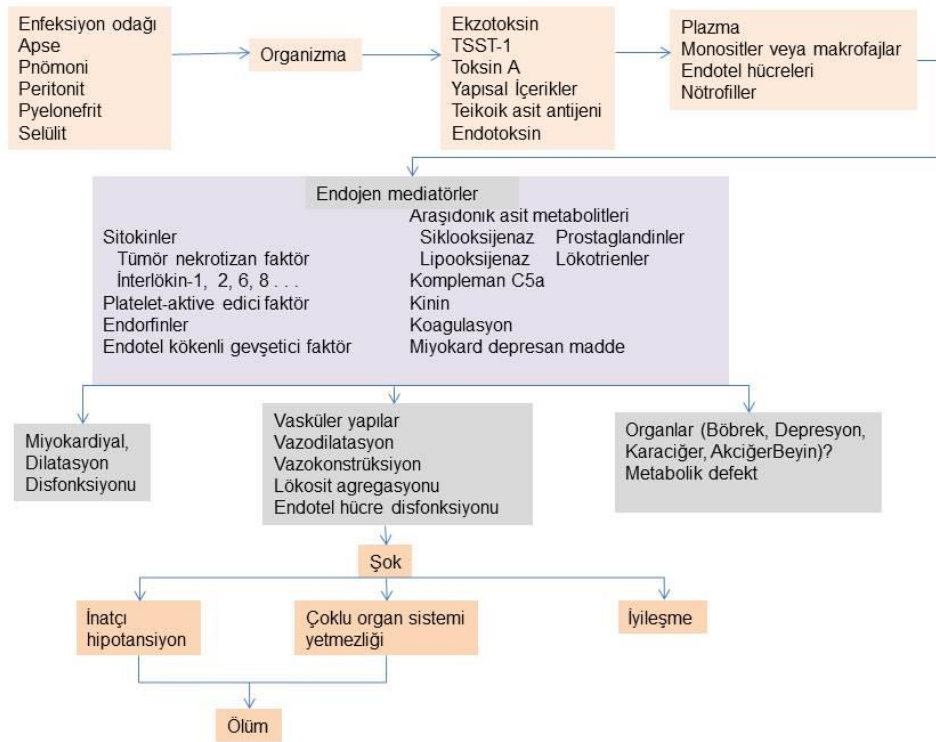 Enfeksiyon odağı
Apse
Pnömoni
Peritonit
Pyelonefrit
Selülit
Organizma
Ekzotoksin
TSST-1
Toksin A
Yapısal İçerikler
Teikoik asit antijeni
Endotoksin
Plazma
Monositler veya makrofajlar
Endotel hücreleri
Nötrofiller
Endojen mediatörler
Sitokinler
Tümör nekrotizan faktör
İnterlökin-1, 2, 6, 8 . . .
Platelet-aktive edici faktör
Endorfinler
Endotel kökenli gevşetici faktör
Araşidonik asit metabolitleri
Siklooksijenaz Prostaglandinler
Lipooksijenaz Lökotrienler
Kompleman C5a
Kinin
Koagulasyon
Miyokard depresan madde
Miyokardiyal,
Dilatasyon
Disfonksiyonu
Vasküler yapılar
Vazodilatasyon
Vazokonstrüksiyon
Lökosit agregasyonu
Endotel hücre disfonksiyonu
Organlar (Böbrek, Depresyon,
Karaciğer, AkciğerBeyin)?
Metabolik defekt
Şok
İnatçı
hipotansiyon
Çoklu organ sistemi
yetmezliği
İyileşme
Ölüm